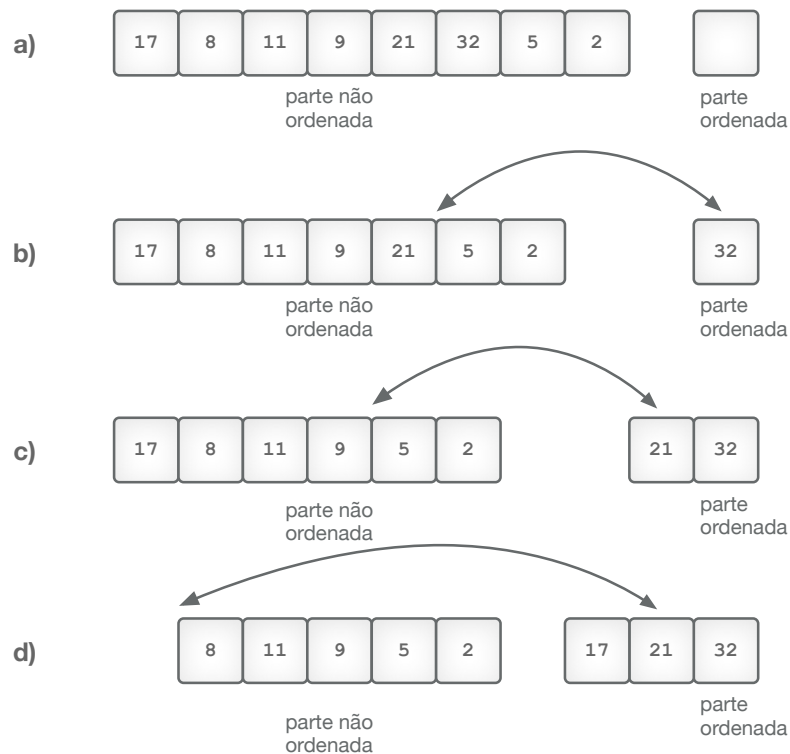 a)
17 8 11 9 21 32 5 2
parte não
ordenada
parte
ordenada
b)
17 8 11 9 21 5 2
32
parte não
ordenada
parte
ordenada
c)
17 8 11 9 5 2
21 32
parte não
ordenada
parte
ordenada
d)
8 11 9 5 2
17 21 32
parte não
ordenada
parte
ordenada